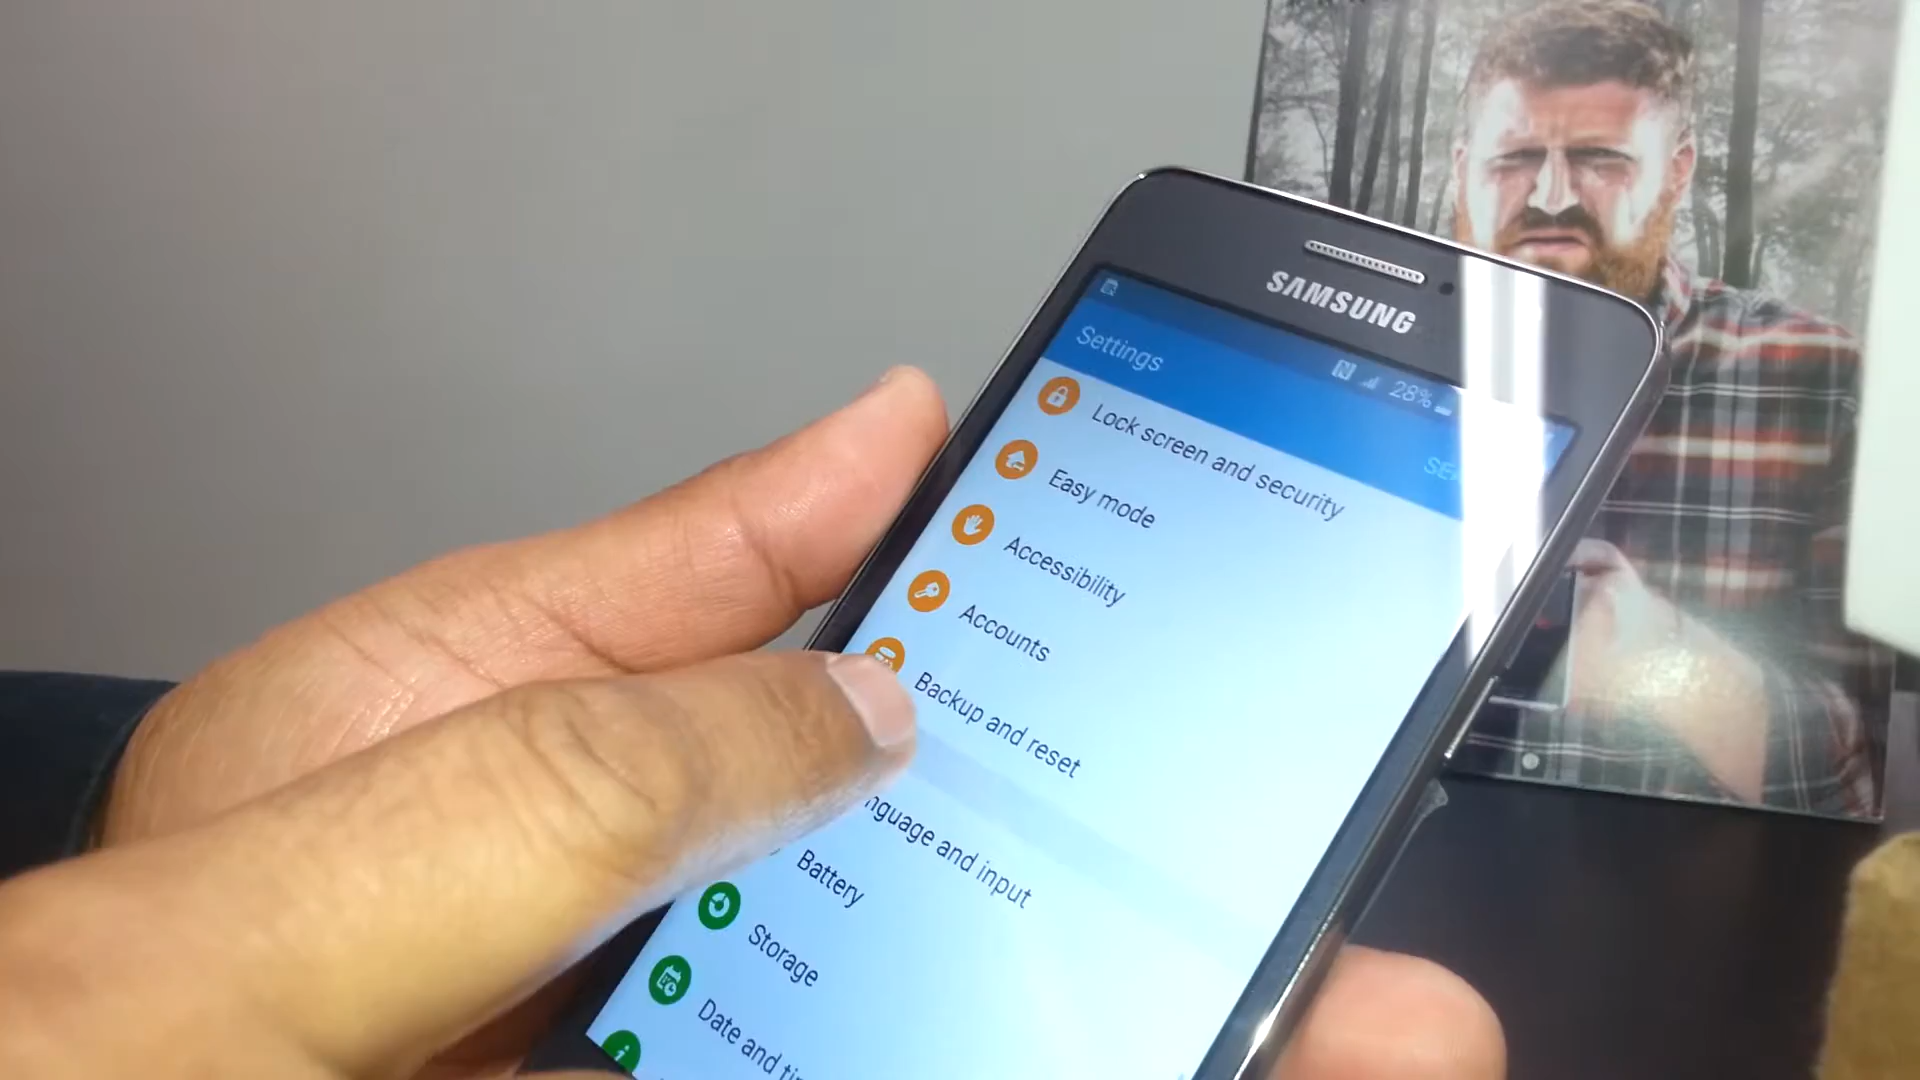 SAMSUNG
28%
Settings
Lock screen and security
Easy mode
Accessibility
Accounts
Backup and reset
nguage and input
Battery
Storage
Date and